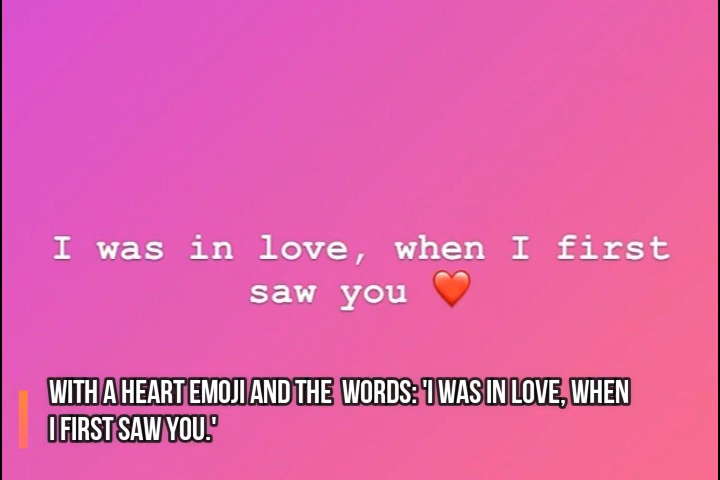 I was in love, when I first
saw you ❤️
WITH A HEART EMOJI AND THE WORDS: 'I WAS IN LOVE, WHEN
I FIRST SAW YOU.'